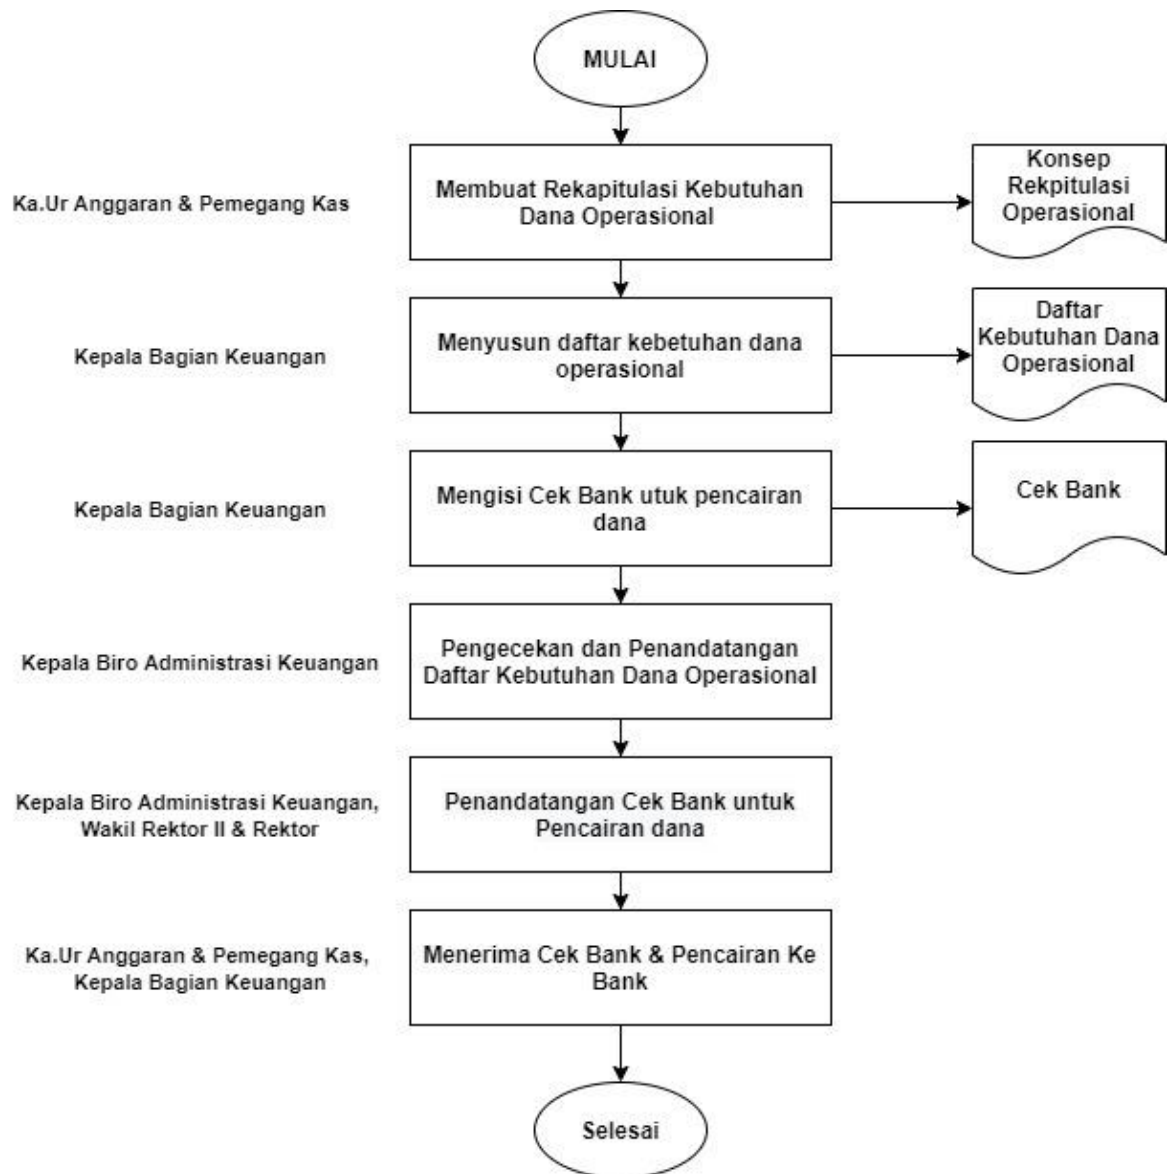 MULAI
Ka.Ur Anggaran & Pemegang Kas
Membuat Rekapitulasi Kebutuhan
Dana Operasional
Konsep
Rekpitulasi
Operasional
Kepala Bagian Keuangan
Menyusun daftar kebetuhan dana
operasional
Daftar
Kebutuhan Dana
Operasional
Kepala Bagian Keuangan
Mengisi Cek Bank utuk pencairan
dana
Cek Bank
Kepala Biro Administrasi Keuangan
Pengecekan dan Penandatangan
Daftar Kebutuhan Dana Operasional
Kepala Biro Administrasi Keuangan,
Wakil Rektor II & Rektor
Penandatangan Cek Bank untuk
Pencairan dana
Ka.Ur Anggaran & Pemegang Kas,
Kepala Bagian Keuangan
Menerima Cek Bank & Pencairan Ke
Bank
Selesai